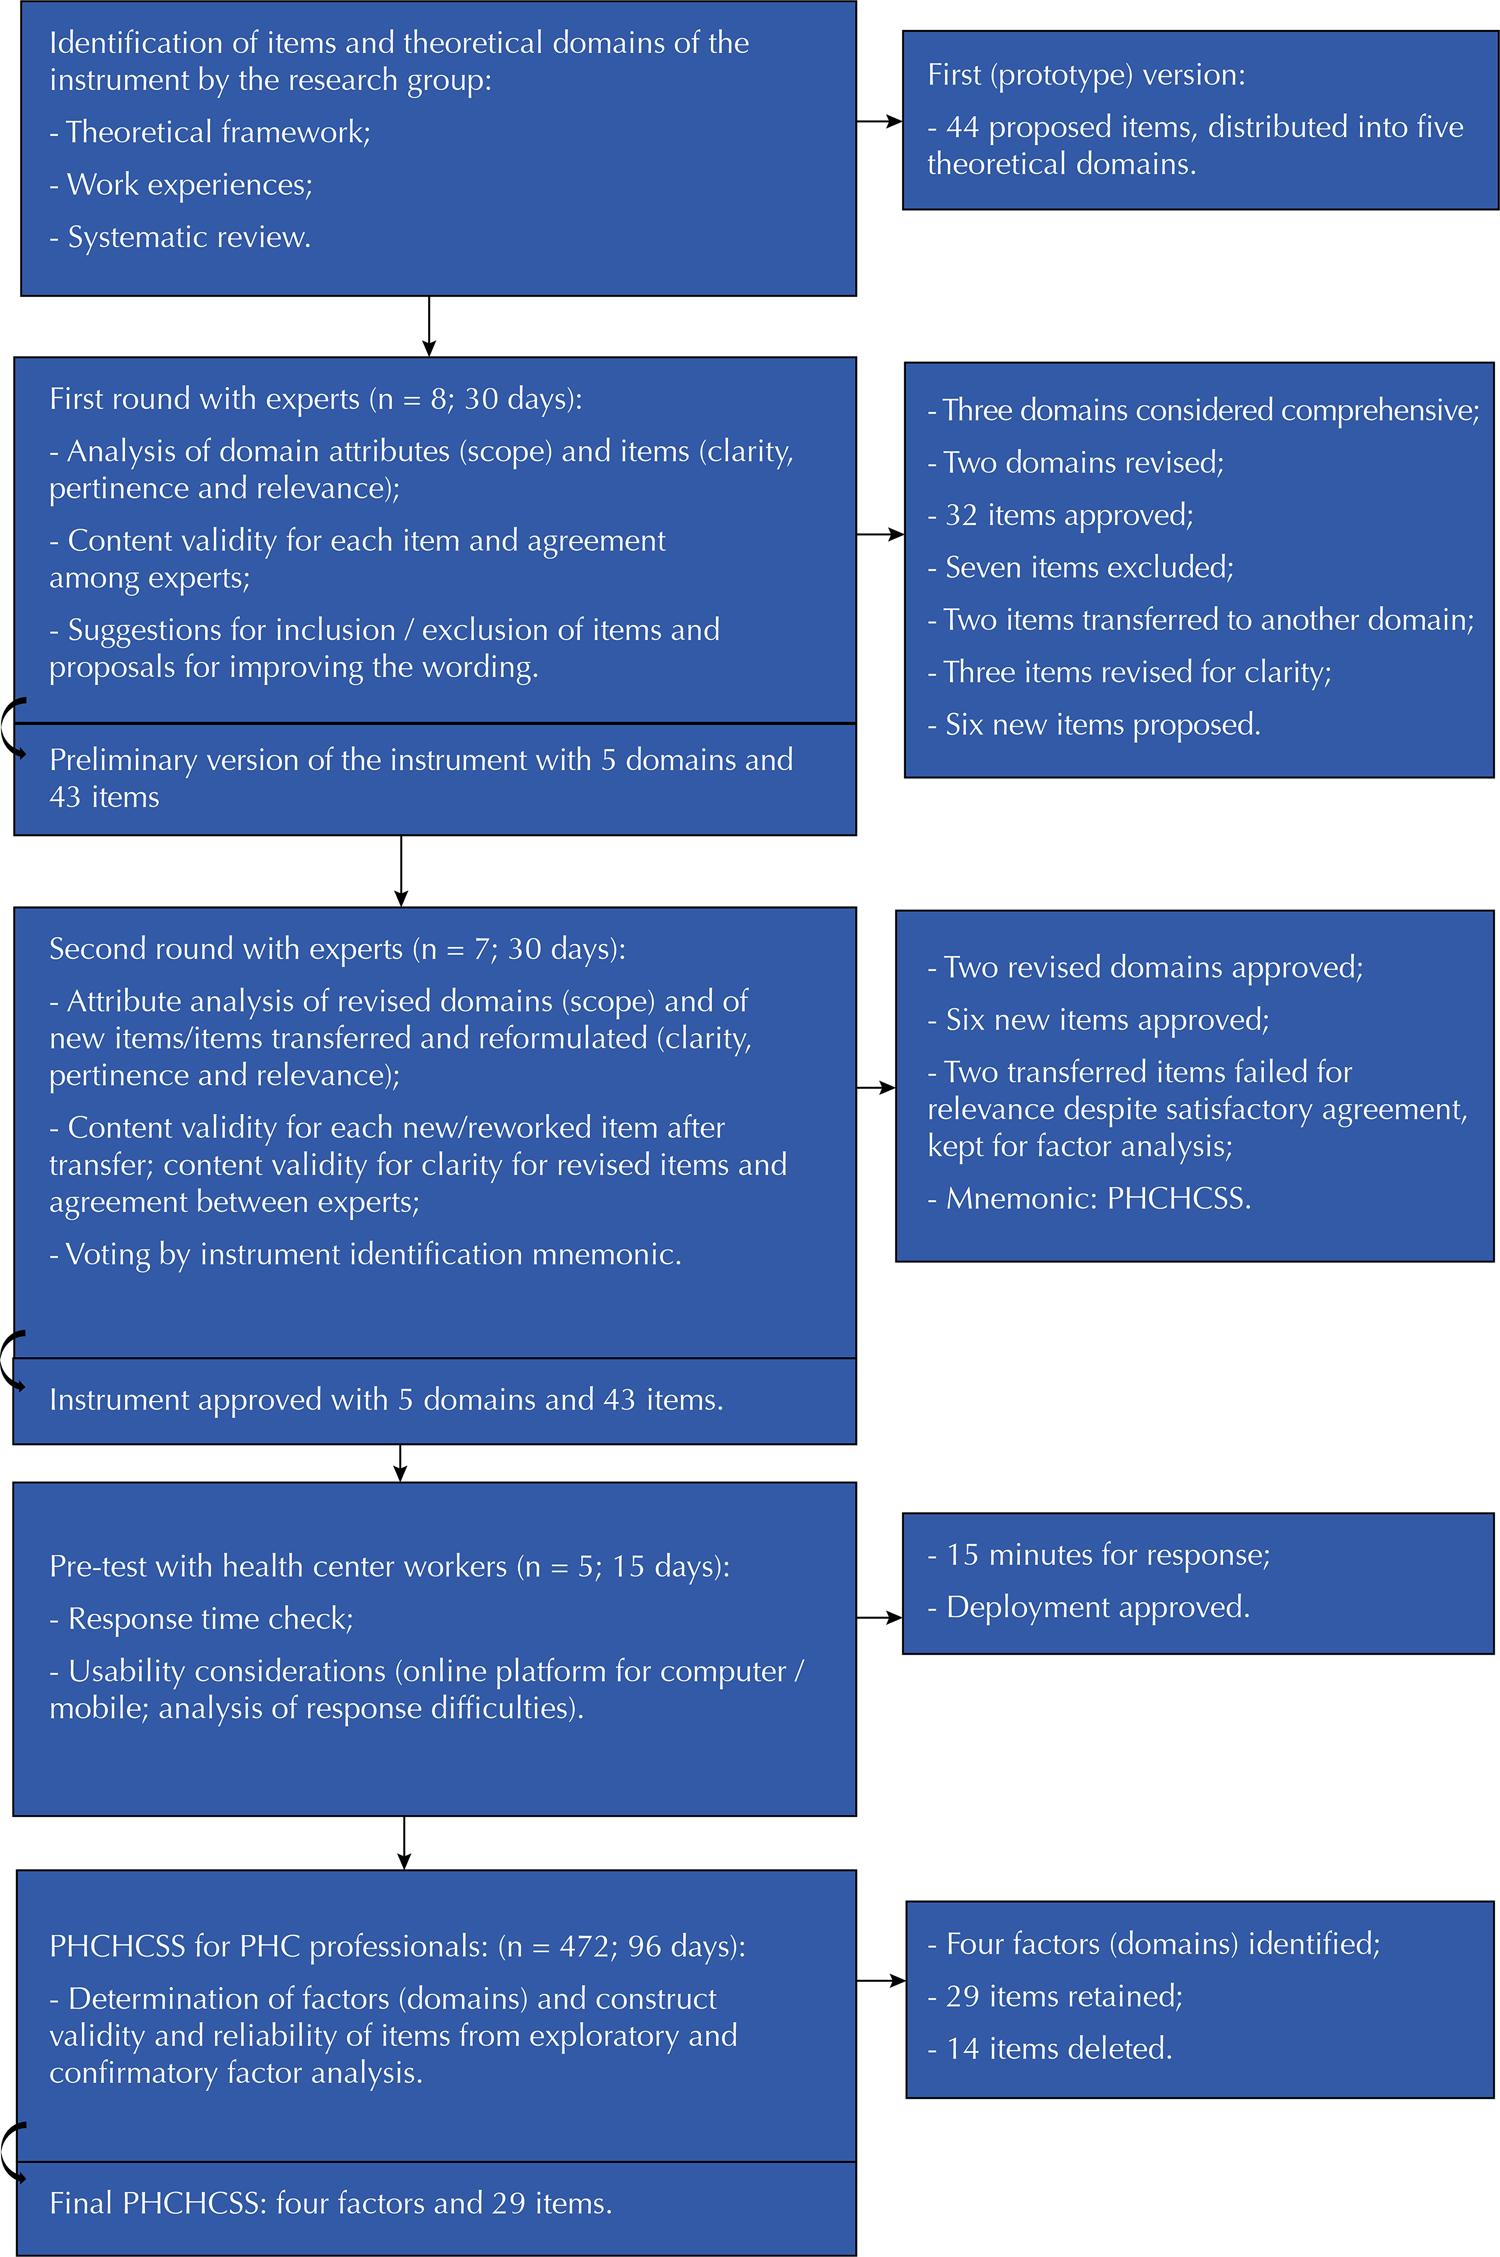 Identification of items and theoretical domains of the
instrument by the research group:
- Theoretical framework;
- Work experiences;
- Systematic review.
First (prototype) version:
- 44 proposed items, distributed into five
theoretical domains.
First round with experts (n = 8; 30 days):
- Analysis of domain attributes (scope) and items (clarity,
pertinence and relevance);
- Content validity for each item and agreement
among experts;
- Suggestions for inclusion / exclusion of items and
proposals for improving the wording.
Preliminary version of the instrument with 5 domains and
43 items
- Three domains considered comprehensive;
- Two domains revised;
- 32 items approved;
- Seven items excluded;
- Two items transferred to another domain;
- Three items revised for clarity;
- Six new items proposed.
Second round with experts (n = 7; 30 days):
- Attribute analysis of revised domains (scope) and of
new items/items transferred and reformulated (clarity,
pertinence and relevance);
- Content validity for each new/reworked item after
transfer; content validity for clarity for revised items and
agreement between experts;
- Voting by instrument identification mnemonic.
Instrument approved with 5 domains and 43 items.
- Two revised domains approved;
- Six new items approved;
- Two transferred items failed for
relevance despite satisfactory agreement,
kept for factor analysis;
- Mnemonic: PHCHCSS.
Pre-test with health center workers (n = 5; 15 days):
- Response time check;
- Usability considerations (online platform for computer /
mobile; analysis of response difficulties).
- 15 minutes for response;
- Deployment approved.
PHCHCSS for PHC professionals: (n = 472; 96 days):
- Determination of factors (domains) and construct
validity and reliability of items from exploratory and
confirmatory factor analysis.
Final PHCHCSS: four factors and 29 items.
- Four factors (domains) identified;
- 29 items retained;
- 14 items deleted.